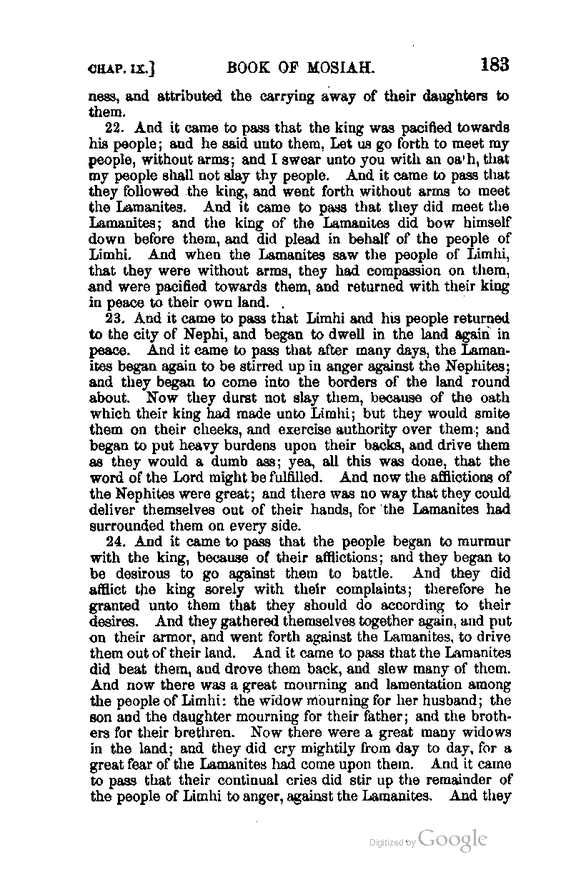 CHAP. IX.] BOOK OF MOSIAH. 183
ness, and attributed the carrying away of their daughters to
them.
22. And it came to pass that the king was pacified towards
his people; and he said unto them, Let us go forth to meet my
people, without arms; and I swear unto you with an oa'h, that
my people shall not slay thy people. And it came to pass that
they followed the king, and went forth without arms to meet
the Lamanites. And it came to pass that they did meet the
Lamanites; and the king of the Lamanites did bow himself
down before them, and did plead in behalf of the people of
Limhi. And when the Lamanites saw the people of Limhi,
that they were without arms, they had compassion on them,
and were pacified towards them, and returned with their king
in peace to their own land.
23. And it came to pass that Limhi and his people returned
to the city of Nephi, and began to dwell in the land again in
peace. And it came to pass that after many days, the Laman-
ites began again to be stirred up in anger against the Nephites;
and they began to come into the borders of the land round
about. Now they durst not slay them, because of the oath
which their king had made unto Limhi; but they would smite
them on their cheeks, and exercise authority over them; and
began to put heavy burdens upon their backs, and drive them
as they would a dumb ass; yea, all this was done, that the
word of the Lord might be fulfilled. And now the afflictions of
the Nephites were great; and there was no way that they could
deliver themselves out of their hands, for the Lamanites had
surrounded them on every side.
24. And it came to pass that the people began to murmur
with the king, because of their afflictions; and they began to
be desirous to go against them to battle. And they did
afflict the king sorely with their complaints; therefore he
granted unto them that they should do according to their
desires. And they gathered themselves together again, and put
on their armor, and went forth against the Lamanites, to drive
them out of their land. And it came to pass that the Lamanites
did beat them, and drove them back, and slew many of them.
And now there was a great mourning and lamentation among
the people of Limhi: the widow mourning for her husband; the
son and the daughter mourning for their father; and the broth-
ers for their brethren. Now there were a great many widows
in the land; and they did cry mightily from day to day, for a
great fear of the Lamanites had come upon them. And it came
to pass that their continual cries did stir up the remainder of
the people of Limhi to anger, against the Lamanites. And they
Digitized by Google